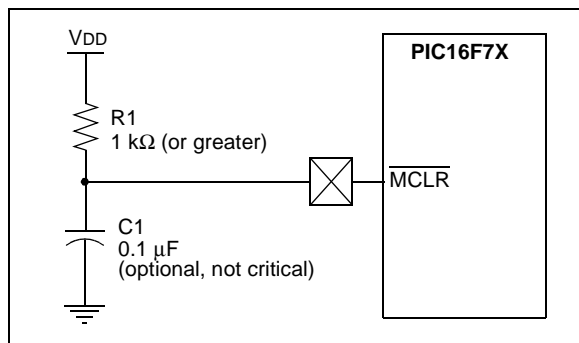 VDD
PIC16F7X
R1
1 kΩ (or greater)
MCLR
C1
0.1 μF
(optional, not critical)